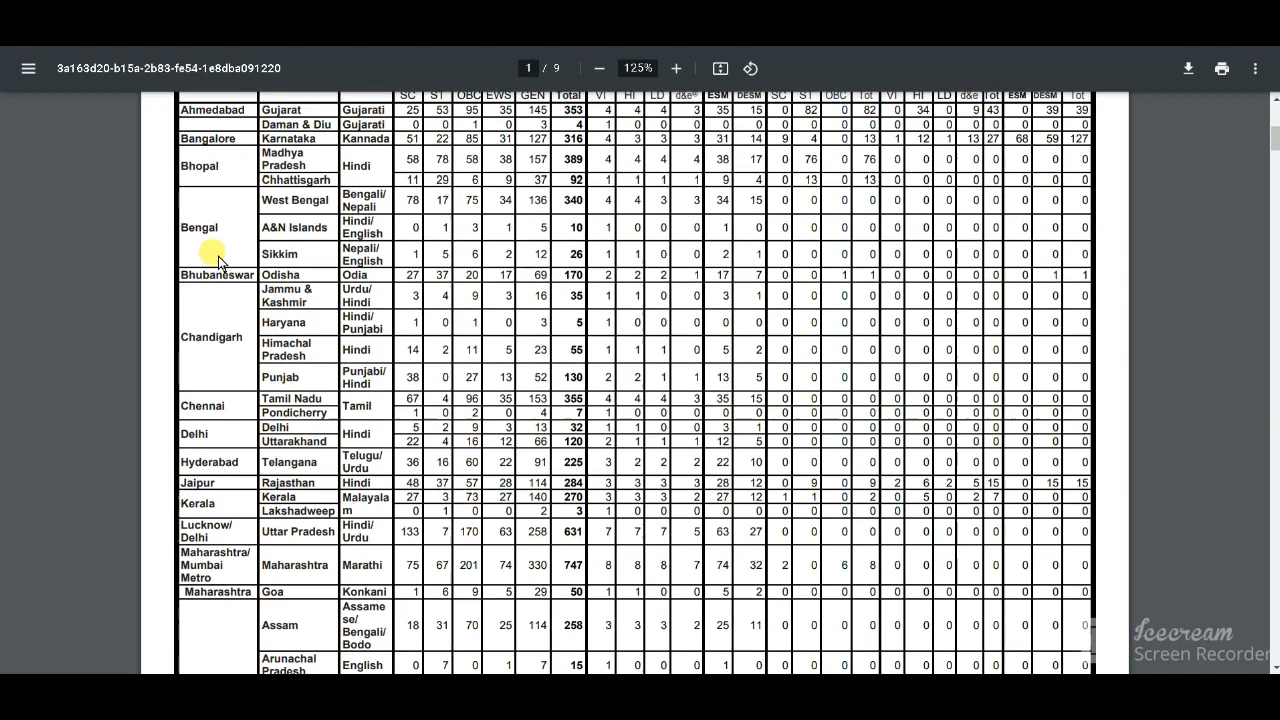 3a163d20-b15a-2b83-fe54-1e8dba091220 1 / 9 125%
SC ST OBC EWS GEN Total VI HI LD d&e ESM DESM SC ST OBC Tot VI HI LD d&e Tot ESM DESM Tot
Ahmedabad Gujarat Gujarati 25 53 95 35 145 353 4 4 4 3 35 15 0 82 0 82 0 34 0 9 43 0 39 39
Daman & Diu Gujarati 0 0 1 0 3 4 1 0 0 0 0 0 0 0 0 0 0 0 0 0 0 0 0 0
Bangalore Karnataka Kannada 51 22 85 31 127 316 4 3 3 3 31 14 9 4 0 13 1 12 1 13 27 68 59 127
Bhopal Madhya Pradesh Hindi 58 78 58 38 157 389 4 4 4 4 38 17 0 76 0 76 0 0 0 0 0 0 0 0
Chhattisgarh 11 29 6 9 37 92 1 1 1 1 9 4 0 13 0 13 0 0 0 0 0 0 0 0
Bengal West Bengal Bengali/ Nepali 78 17 75 34 136 340 4 4 3 3 34 15 0 0 0 0 0 0 0 0 0 0 0 0
A&N Islands Hindi/ English 0 1 3 1 5 10 1 0 0 0 1 0 0 0 0 0 0 0 0 0 0 0 0 0
Sikkim Nepali/ English 1 5 6 2 12 26 1 1 0 0 2 1 0 0 0 0 0 0 0 0 0 0 0 0
Bhubaneswar Odisha Odia 27 37 20 17 69 170 2 2 2 1 17 7 0 0 1 1 0 0 0 0 0 0 1 1
Chandigarh Jammu & Kashmir Urdu/ Hindi 3 4 9 3 16 35 1 1 0 0 3 1 0 0 0 0 0 0 0 0 0 0 0 0
Haryana Hindi/ Punjabi 1 0 1 0 3 5 1 0 0 0 0 0 0 0 0 0 0 0 0 0 0 0 0 0
Himachal Pradesh Hindi 14 2 11 5 23 55 1 1 1 0 5 2 0 0 0 0 0 0 0 0 0 0 0 0
Punjab Punjabi/ Hindi 38 0 27 13 52 130 2 2 1 1 13 5 0 0 0 0 0 0 0 0 0 0 0 0
Chennai Tamil Nadu Tamil 67 4 96 35 153 355 4 4 4 3 35 15 0 0 0 0 0 0 0 0 0 0 0 0
Pondicherry 1 0 2 0 4 7 1 0 0 0 0 0 0 0 0 0 0 0 0 0 0 0 0 0
Delhi Delhi Hindi 5 2 9 3 13 32 1 1 0 0 3 1 0 0 0 0 0 0 0 0 0 0 0 0
Uttarakhand 22 4 16 12 66 120 2 1 1 1 12 5 0 0 0 0 0 0 0 0 0 0 0 0
Hyderabad Telangana Telugu/ Urdu 36 16 60 22 91 225 3 2 2 2 22 10 0 0 0 0 0 0 0 0 0 0 0 0
Jaipur Rajasthan Hindi 48 37 57 28 114 284 3 3 3 3 28 12 0 9 0 9 2 6 2 5 15 0 15 15
Kerala Kerala Malayala m 27 3 73 27 140 270 3 3 3 2 27 12 1 1 0 2 0 5 0 2 7 0 0 0
Lakshadweep 0 1 0 0 2 3 1 0 0 0 0 0 0 0 0 0 0 0 0 0 0 0 0 0
Lucknow/ Delhi Uttar Pradesh Hindi/ Urdu 133 7 170 63 258 631 7 7 7 5 63 27 0 0 0 0 0 0 0 0 0 0 0 0
Maharashtra/ Mumbai Metro Maharashtra Marathi 75 67 201 74 330 747 8 8 8 7 74 32 2 0 6 8 0 0 0 0 0 0 0 0
Maharashtra Goa Konkani 1 6 9 5 29 50 1 1 0 0 5 2 0 0 0 0 0 0 0 0 0 0 0 0
Assam Assame se/ Bengali/ Bodo 18 31 70 25 114 258 3 3 3 2 25 11 0 0 0 0 0 0 0 0 0 0 0 0
Arunachal Pradesh English 0 7 0 1 7 15 1 0 0 0 1 0 0 0 0 0 0 0 0 0 0 0 0 0
Icecream
Screen Recorder